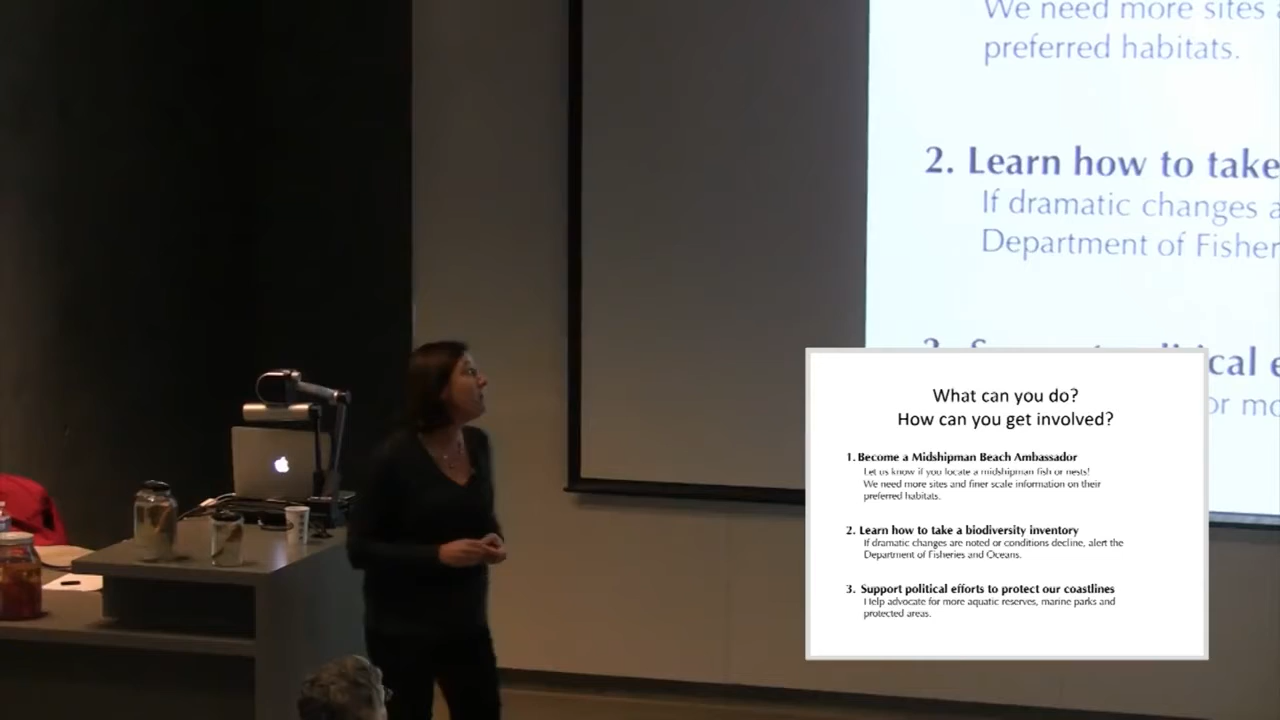 We need more sites
preferred habitats.
2. Learn how to take
If dramatic changes a
Department of Fisher
cal e
or mo
What can you do?
How can you get involved?
1. Become a Midshipman Beach Ambassador
Let us know if you locate a midshipman fish or nests!
We need more sites and finer scale information on their
preferred habitats.
2. Learn how to take a biodiversity inventory
If dramatic changes are noted or conditions decline, alert the
Department of Fisheries and Oceans.
3. Support political efforts to protect our coastlines
Help advocate for more aquatic reserves, marine parks and
protected areas.